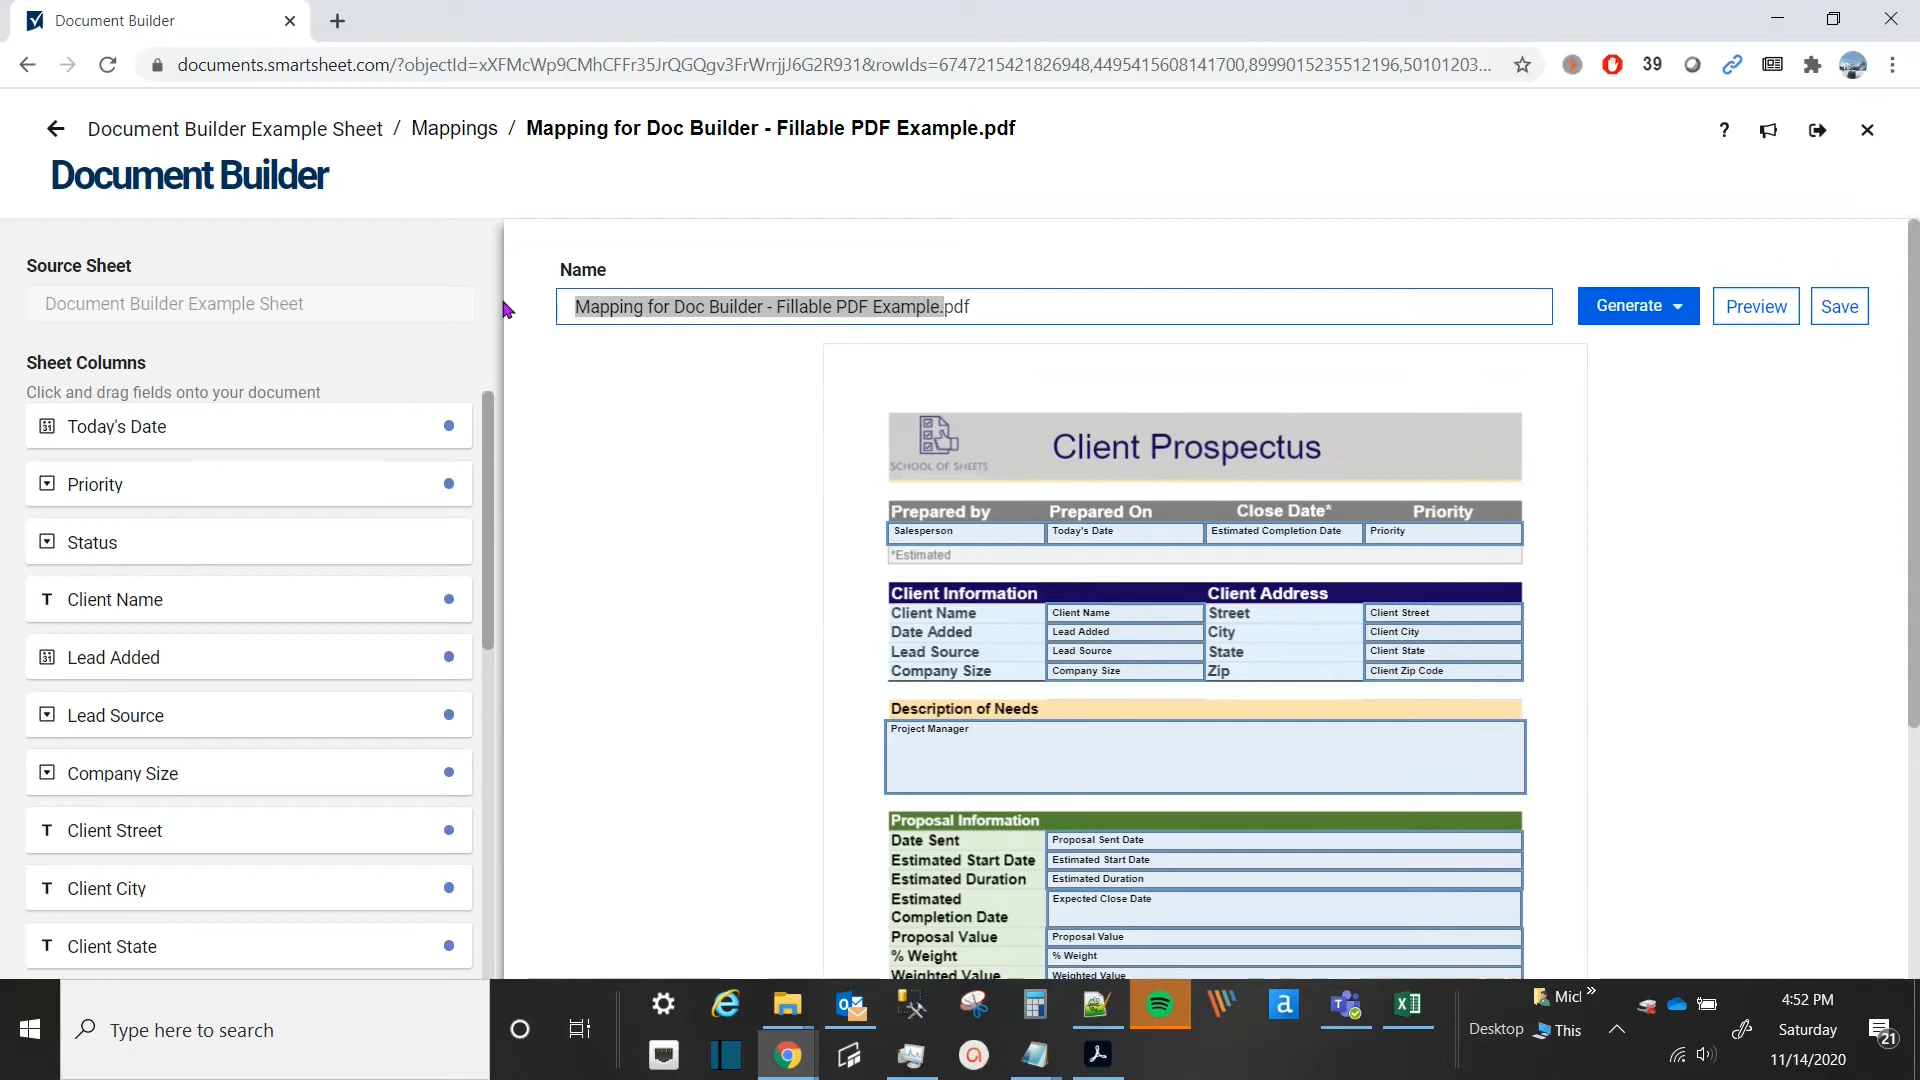 Document Builder
documents.smartsheet.com/?objectId=xXFMcWp9CMhCFFr35JrQGQgv3FrWrrjjJ6G2R931&rowIds=6747215421826948,4495415608141700,8999015235512196,50101203...
39
Document Builder Example Sheet / Mappings / Mapping for Doc Builder - Fillable PDF Example.pdf
?
Document Builder
Source Sheet
Document Builder Example Sheet
Sheet Columns
Click and drag fields onto your document
Today's Date
Priority
Status
T Client Name
Lead Added
Lead Source
Company Size
T Client Street
T Client City
T Client State
Name
Mapping for Doc Builder - Fillable PDF Example.pdf
Generate
Preview
Save
SCHOOL OF SHEETS
Client Prospectus
Prepared by Prepared On Close Date* Priority
Salesperson Today's Date Estimated Completion Date Priority
*Estimated
Client Information Client Address
Client Name Client Name Street Client Street
Date Added Lead Added City Client City
Lead Source Lead Source State Client State
Company Size Company Size Zip Client Zip Code
Description of Needs
Project Manager
Proposal Information
Date Sent Proposal Sent Date
Estimated Start Date Estimated Start Date
Estimated Duration Estimated Duration
Estimated Expected Close Date
Completion Date
Proposal Value Proposal Value
% Weight % Weight
Weighted Value Weighted Value
Type here to search
Micl
Desktop
This
4:52 PM
Saturday
11/14/2020
21